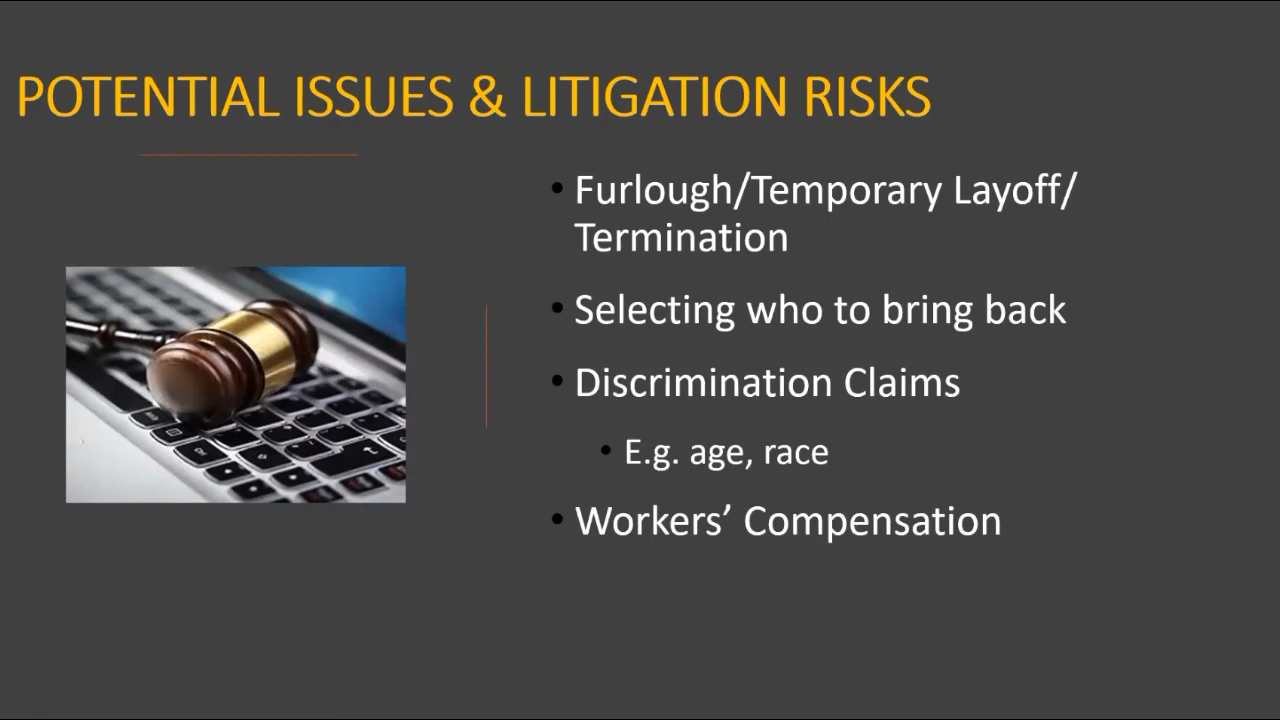 POTENTIAL ISSUES & LITIGATION RISKS
• Furlough/Temporary Layoff/
Termination
• Selecting who to bring back
• Discrimination Claims
• E.g. age, race
• Workers’ Compensation